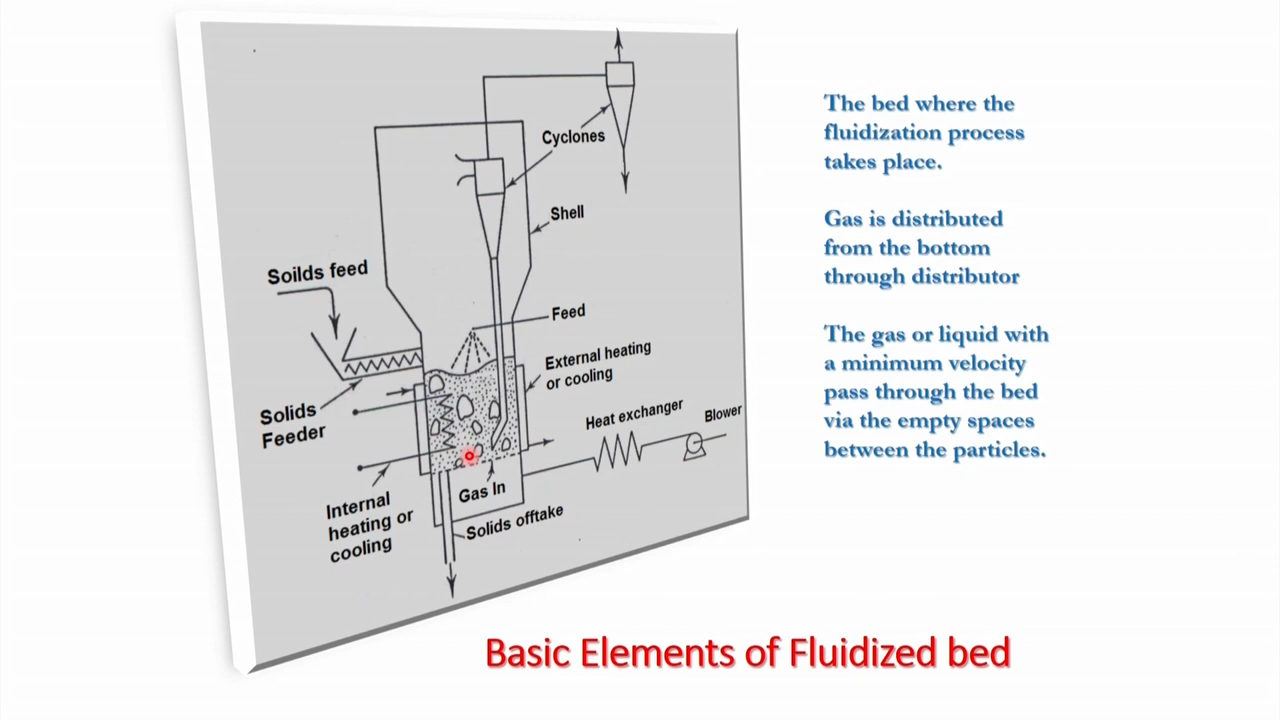 Cyclones
Shell
Soilds feed
Feed
External heating
or cooling
Solids
Feeder
Heat exchanger
Blower
Internal
heating or
cooling
Gas In
Solids offtake
The bed where the
fluidization process
takes place.
Gas is distributed
from the bottom
through distributor
The gas or liquid with
a minimum velocity
pass through the bed
via the empty spaces
between the particles.
Basic Elements of Fluidized bed